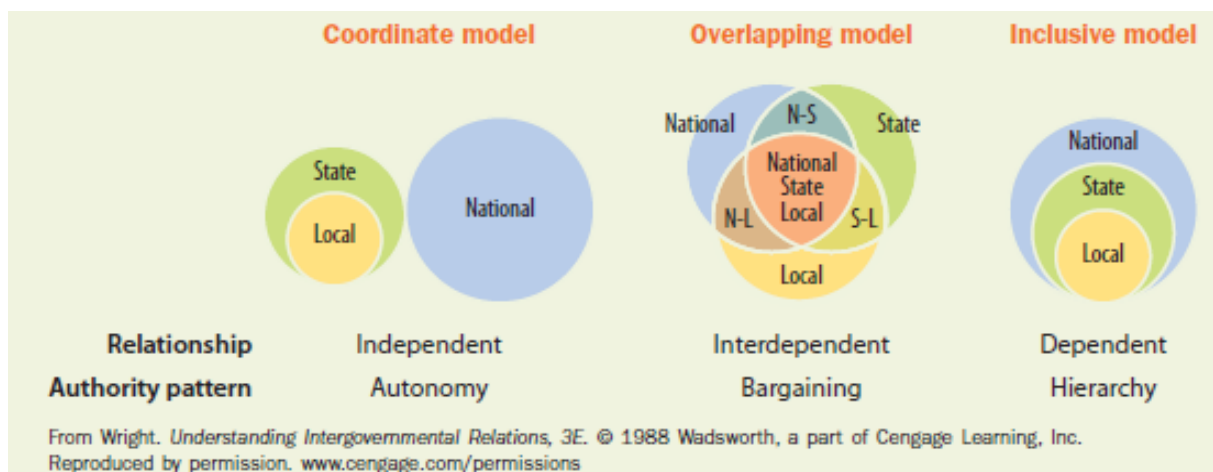 Coordinate model
Overlapping model
Inclusive model
State
Local
National
National
N-S
State
National
State
Local
N-L
S-L
Local
National
State
Local
Relationship Independent Interdependent Dependent
Authority pattern Autonomy Bargaining Hierarchy
From Wright. Understanding Intergovernmental Relations, 3E. © 1988 Wadsworth, a part of Cengage Learning, Inc.
Reproduced by permission. www.cengage.com/permissions